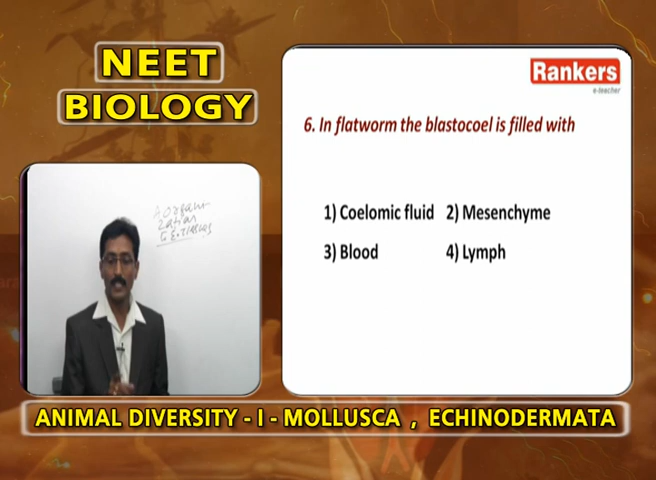 NEET
BIOLOGY
Rankers
e-teacher
6. In flatworm the blastocoel is filled with
1) Coelomic fluid 2) Mesenchyme
3) Blood 4) Lymph
ANIMAL DIVERSITY - I - MOLLUSCA , ECHINODERMATA